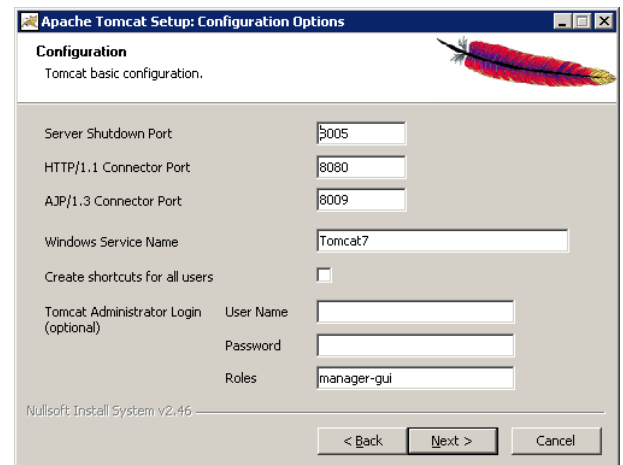 Apache Tomcat Setup: Configuration Options
Configuration
Tomcat basic configuration.
Server Shutdown Port 8005
HTTP/1.1 Connector Port 8080
AJP/1.3 Connector Port 8009
Windows Service Name Tomcat7
Create shortcuts for all users
Tomcat Administrator Login (optional) User Name
Password
Roles manager-gui
Nullsoft Install System v2.46
< Back Next > Cancel